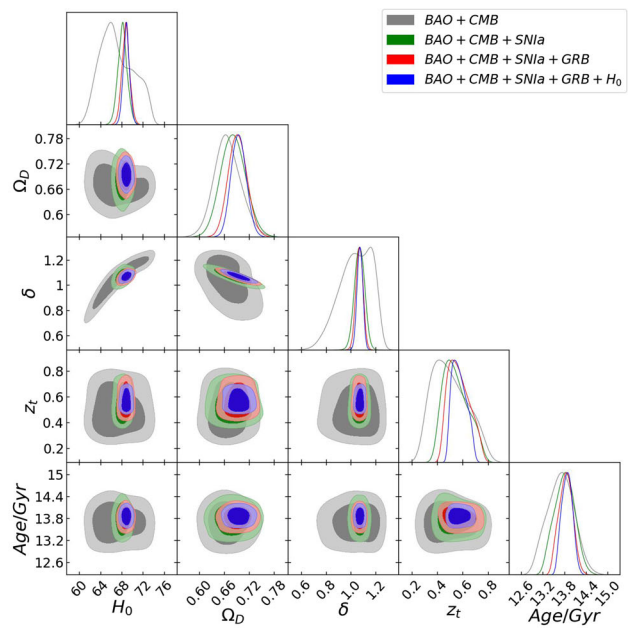 BAO + CMB
BAO + CMB + SNIa
BAO + CMB + SNIa + GRB
BAO + CMB + SNIa + GRB + H₀
0.78
0.72
0.66
0.6
Ω_D
1.2
1
0.8
0.6
δ
0.8
0.6
0.4
0.2
z_t
15
14.4
13.8
13.2
12.6
Age/Gyr
60 64 68 72 76
0.60 0.66 0.72 0.78
0.6 0.8 1.0 1.2
0.2 0.4 0.6 0.8
12.6 13.2 13.8 14.4 15.0
H₀ Ω_D δ z_t Age/Gyr